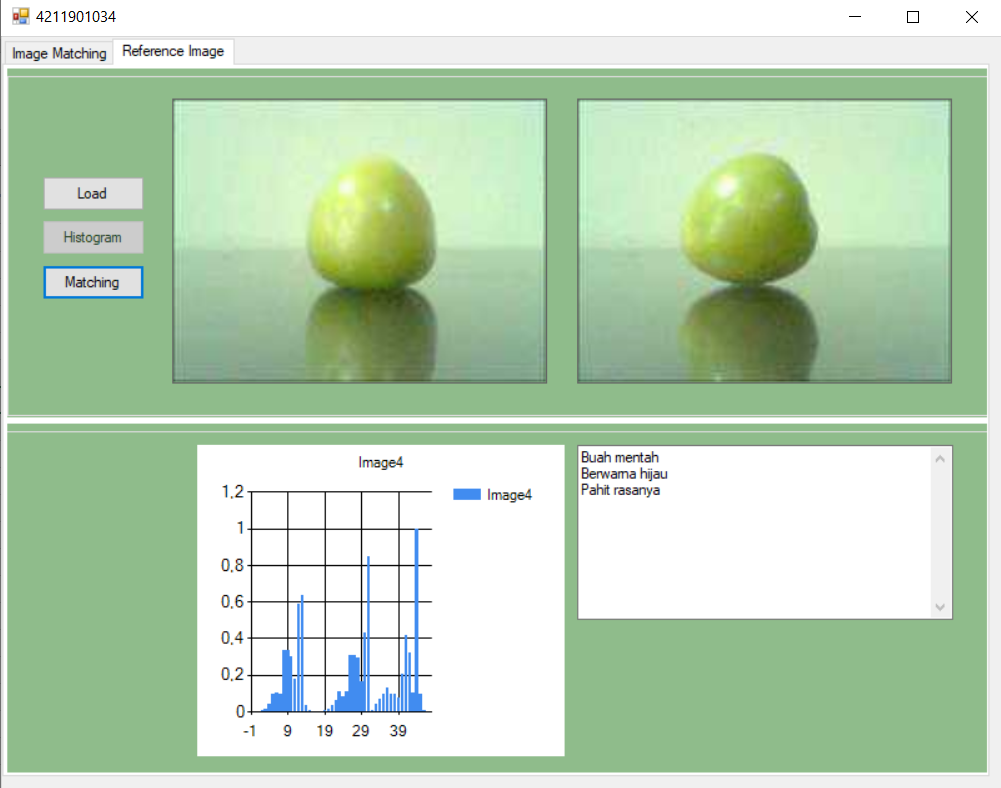 4211901034
Image Matching
Reference Image
Load
Histogram
Matching
Image4
Image4
1,2
1
0,8
0,6
0,4
0,2
0
-1 9 19 29 39
Buah mentah
Berwarna hijau
Pahit rasanya